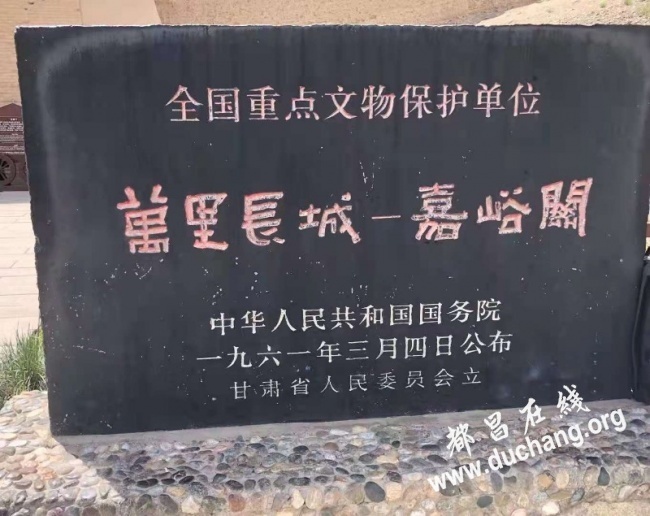 全国重点文物保护单位
萬里長城—嘉峪關
中华人民共和国国务院
一九六一年三月四日公布
甘肃省人民委员会立
都昌在线
www.duchang.org